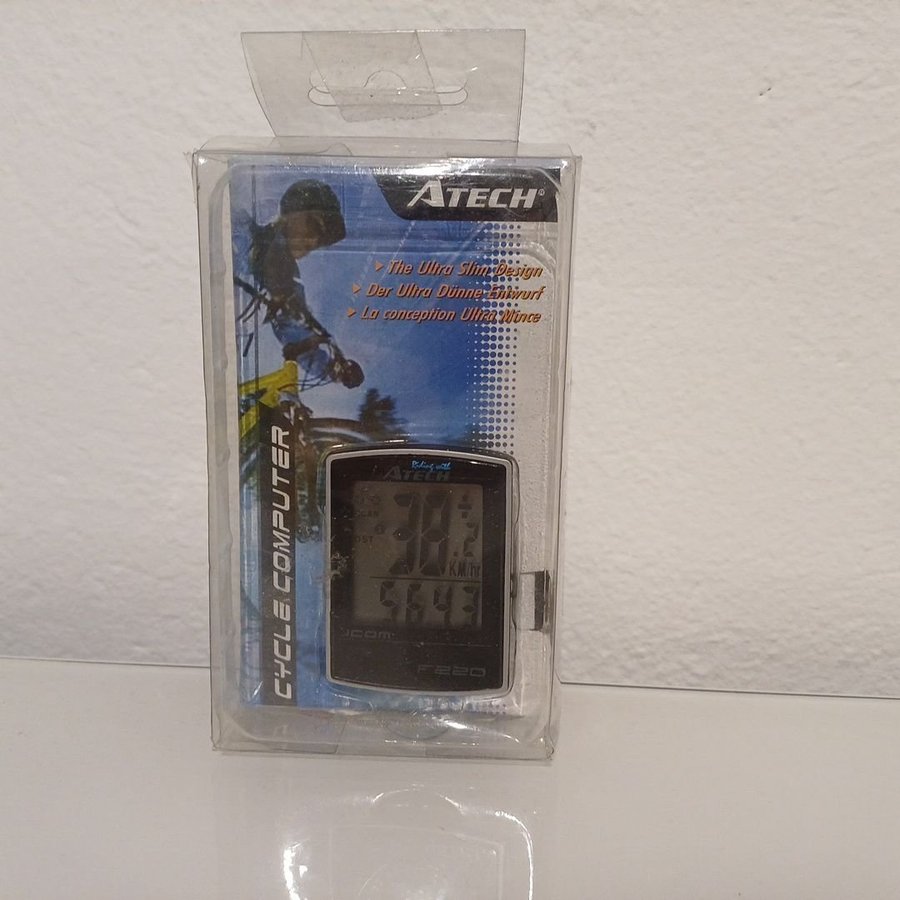 ATECH®
▸ The Ultra Slim Design
▸ Der Ultra Dünne Entwurf
▸ La conception Ultra Mince
CYCLE COMPUTER
Riding with
ATECH
38.2
KM/hr
5643
F220